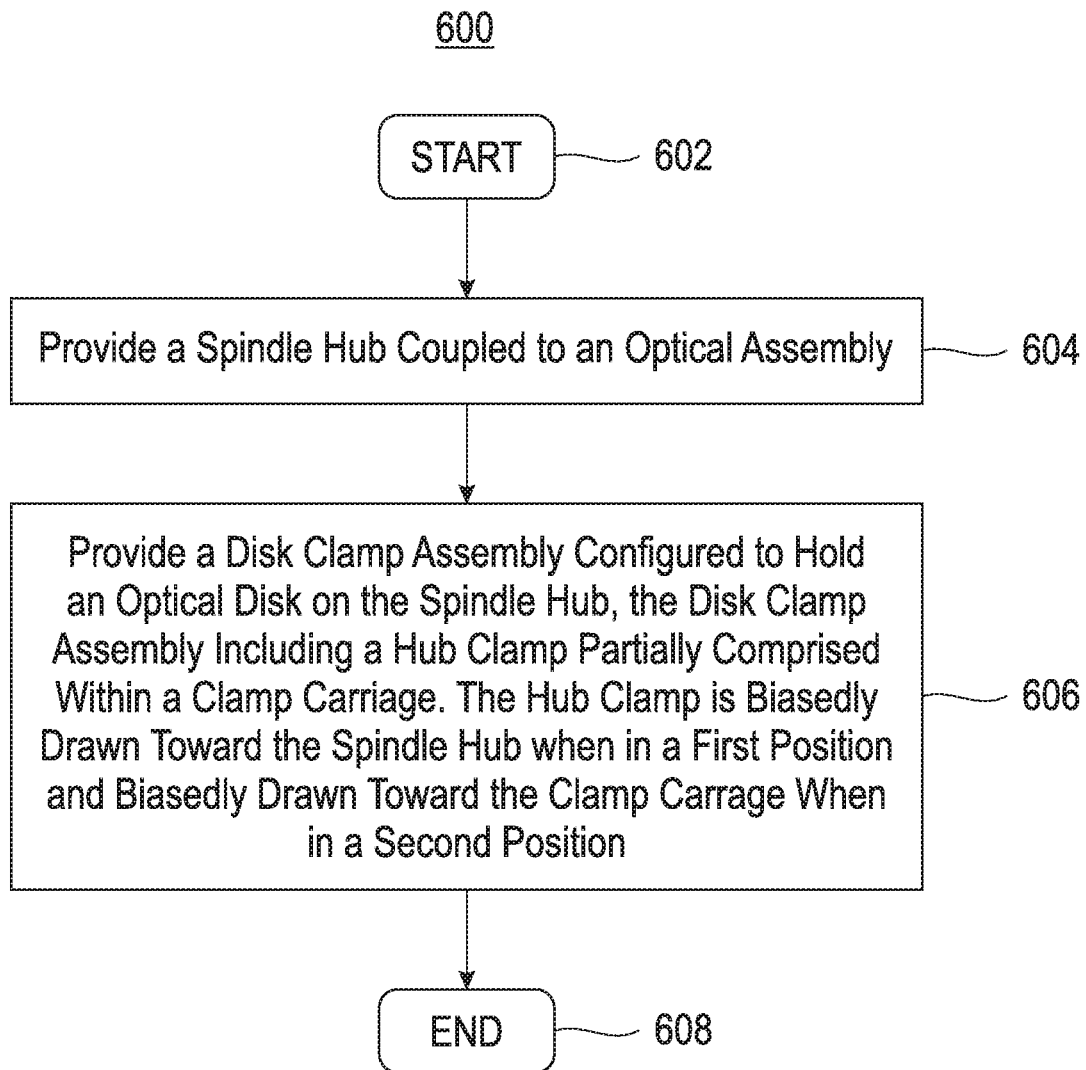 600
START
602
Provide a Spindle Hub Coupled to an Optical Assembly
604
Provide a Disk Clamp Assembly Configured to Hold
an Optical Disk on the Spindle Hub, the Disk Clamp
Assembly Including a Hub Clamp Partially Comprised
Within a Clamp Carriage. The Hub Clamp is Biasedly
Drawn Toward the Spindle Hub when in a First Position
and Biasedly Drawn Toward the Clamp Carrage When
in a Second Position
606
END
608